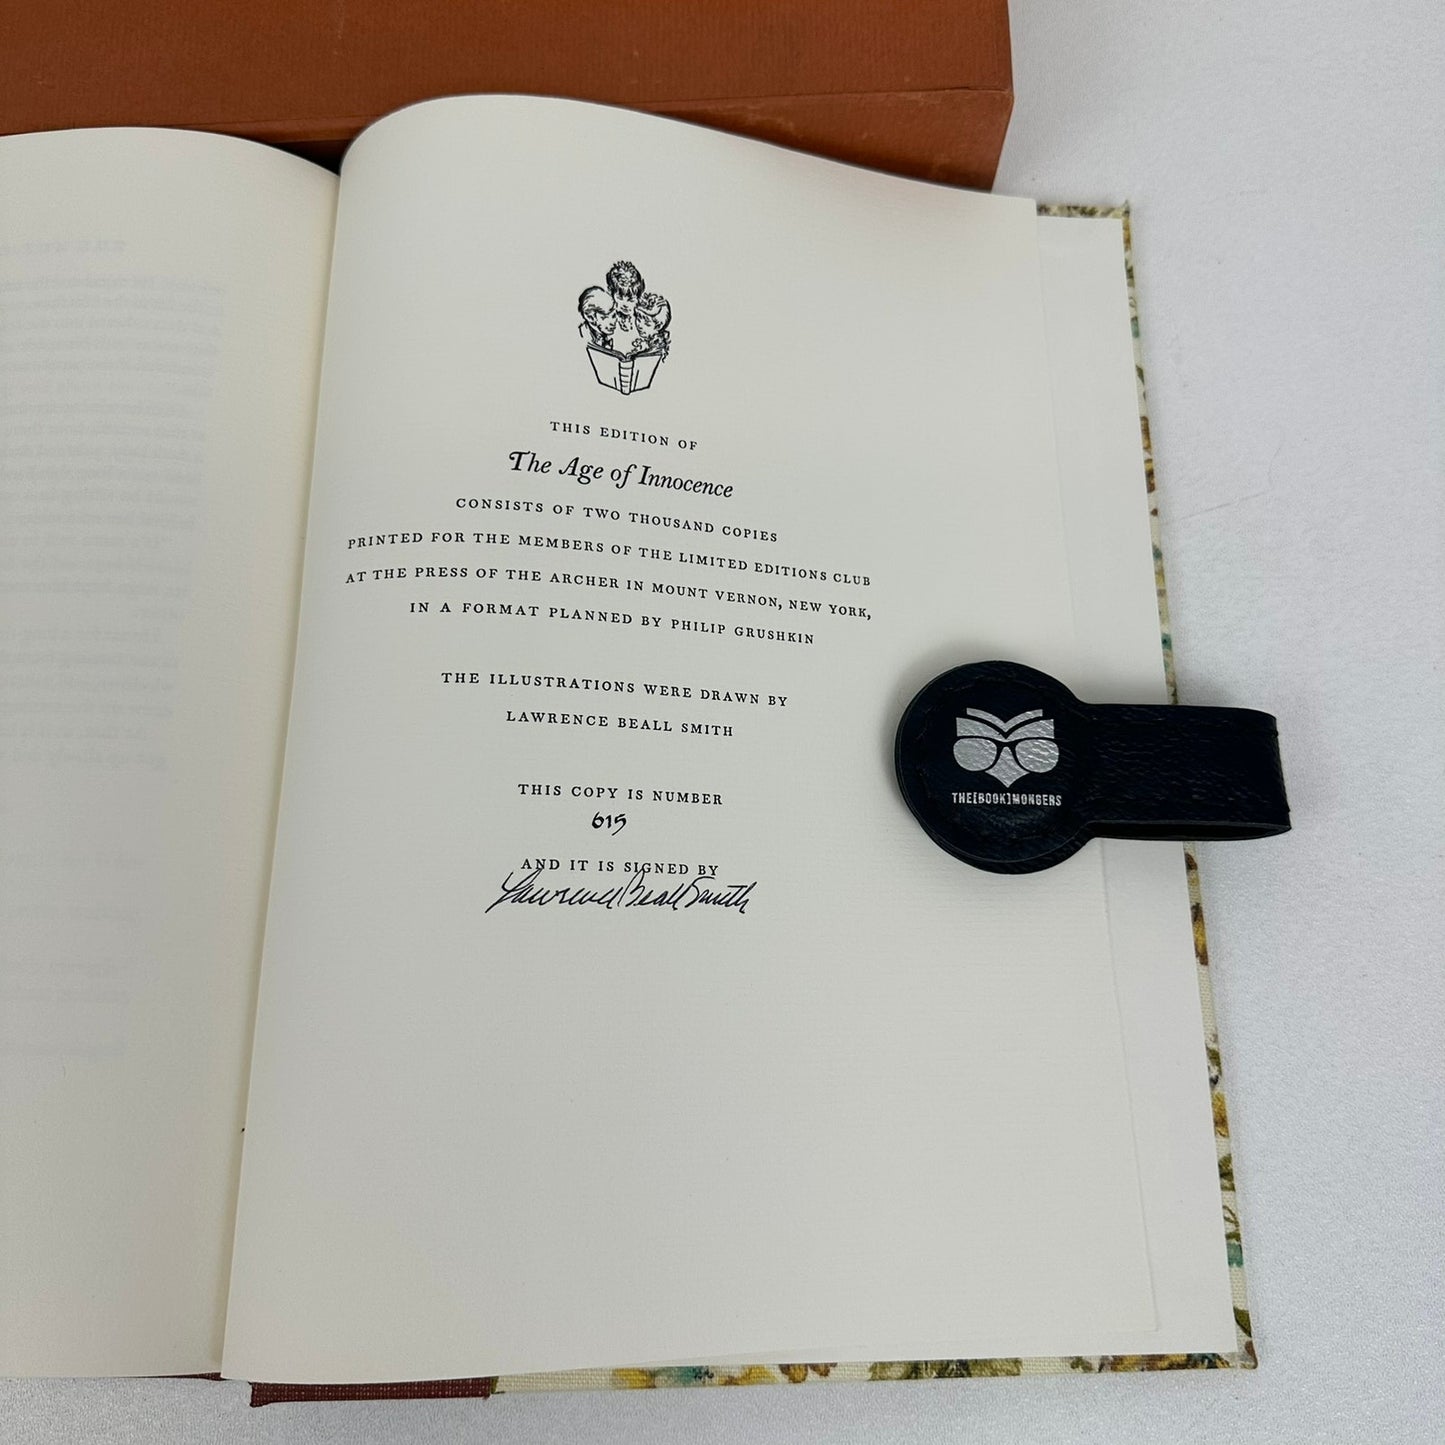 THIS EDITION OF
The Age of Innocence
CONSISTS OF TWO THOUSAND COPIES
PRINTED FOR THE MEMBERS OF THE LIMITED EDITIONS CLUB
AT THE PRESS OF THE ARCHER IN MOUNT VERNON, NEW YORK,
IN A FORMAT PLANNED BY PHILIP GRUSHKIN
THE ILLUSTRATIONS WERE DRAWN BY
LAWRENCE BEALL SMITH
THIS COPY IS NUMBER
615
AND IT IS SIGNED BY
Lawrence Beall Smith
THE[BOOK]MONGERS